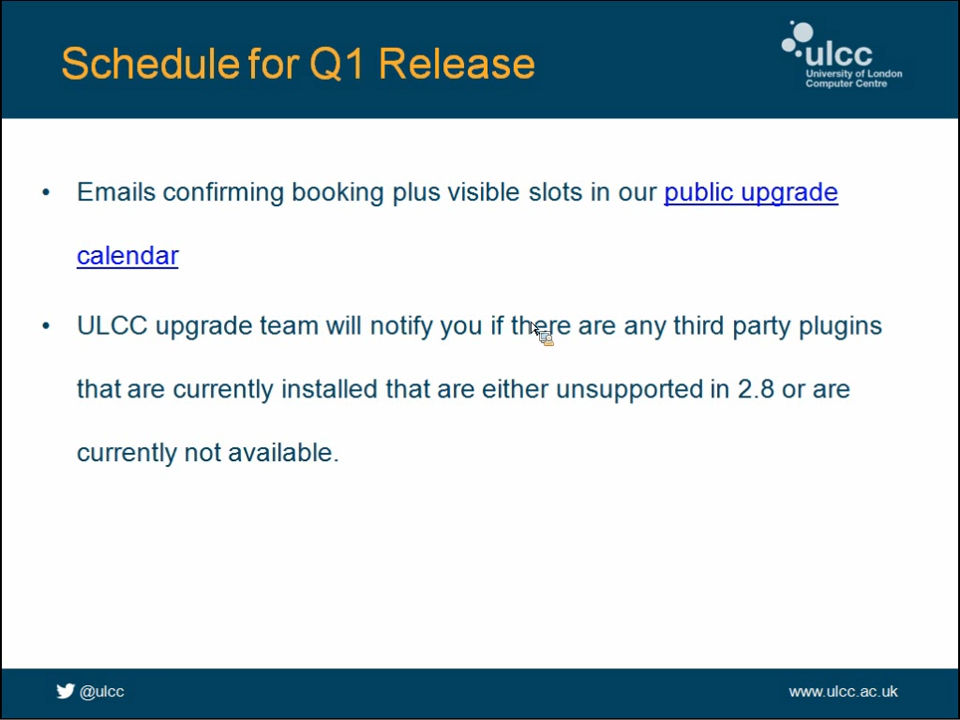 Schedule for Q1 Release
ulcc
University of London
Computer Centre
• Emails confirming booking plus visible slots in our public upgrade
calendar
• ULCC upgrade team will notify you if there are any third party plugins
that are currently installed that are either unsupported in 2.8 or are
currently not available.
@ulcc
www.ulcc.ac.uk